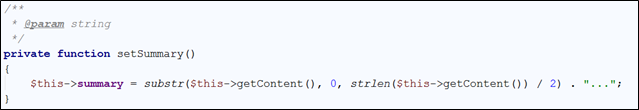 /**
 * @param string
 */
private function setSummary()
{
    $this->summary = substr($this->getContent(), 0, strlen($this->getContent()) / 2) . "...";
}